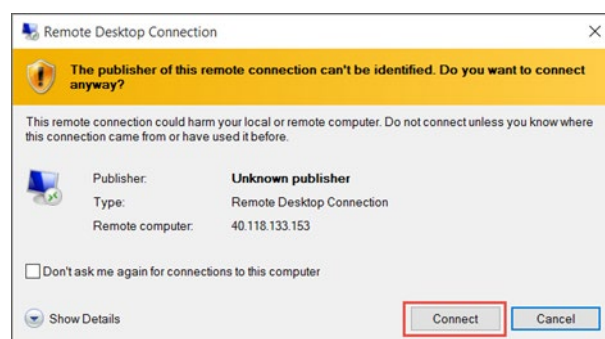 Remote Desktop Connection
The publisher of this remote connection can't be identified. Do you want to connect
anyway?
This remote connection could harm your local or remote computer. Do not connect unless you know where
this connection came from or have used it before.
Publisher: Unknown publisher
Type: Remote Desktop Connection
Remote computer: 40.118.133.153
Don't ask me again for connections to this computer
Show Details Connect Cancel